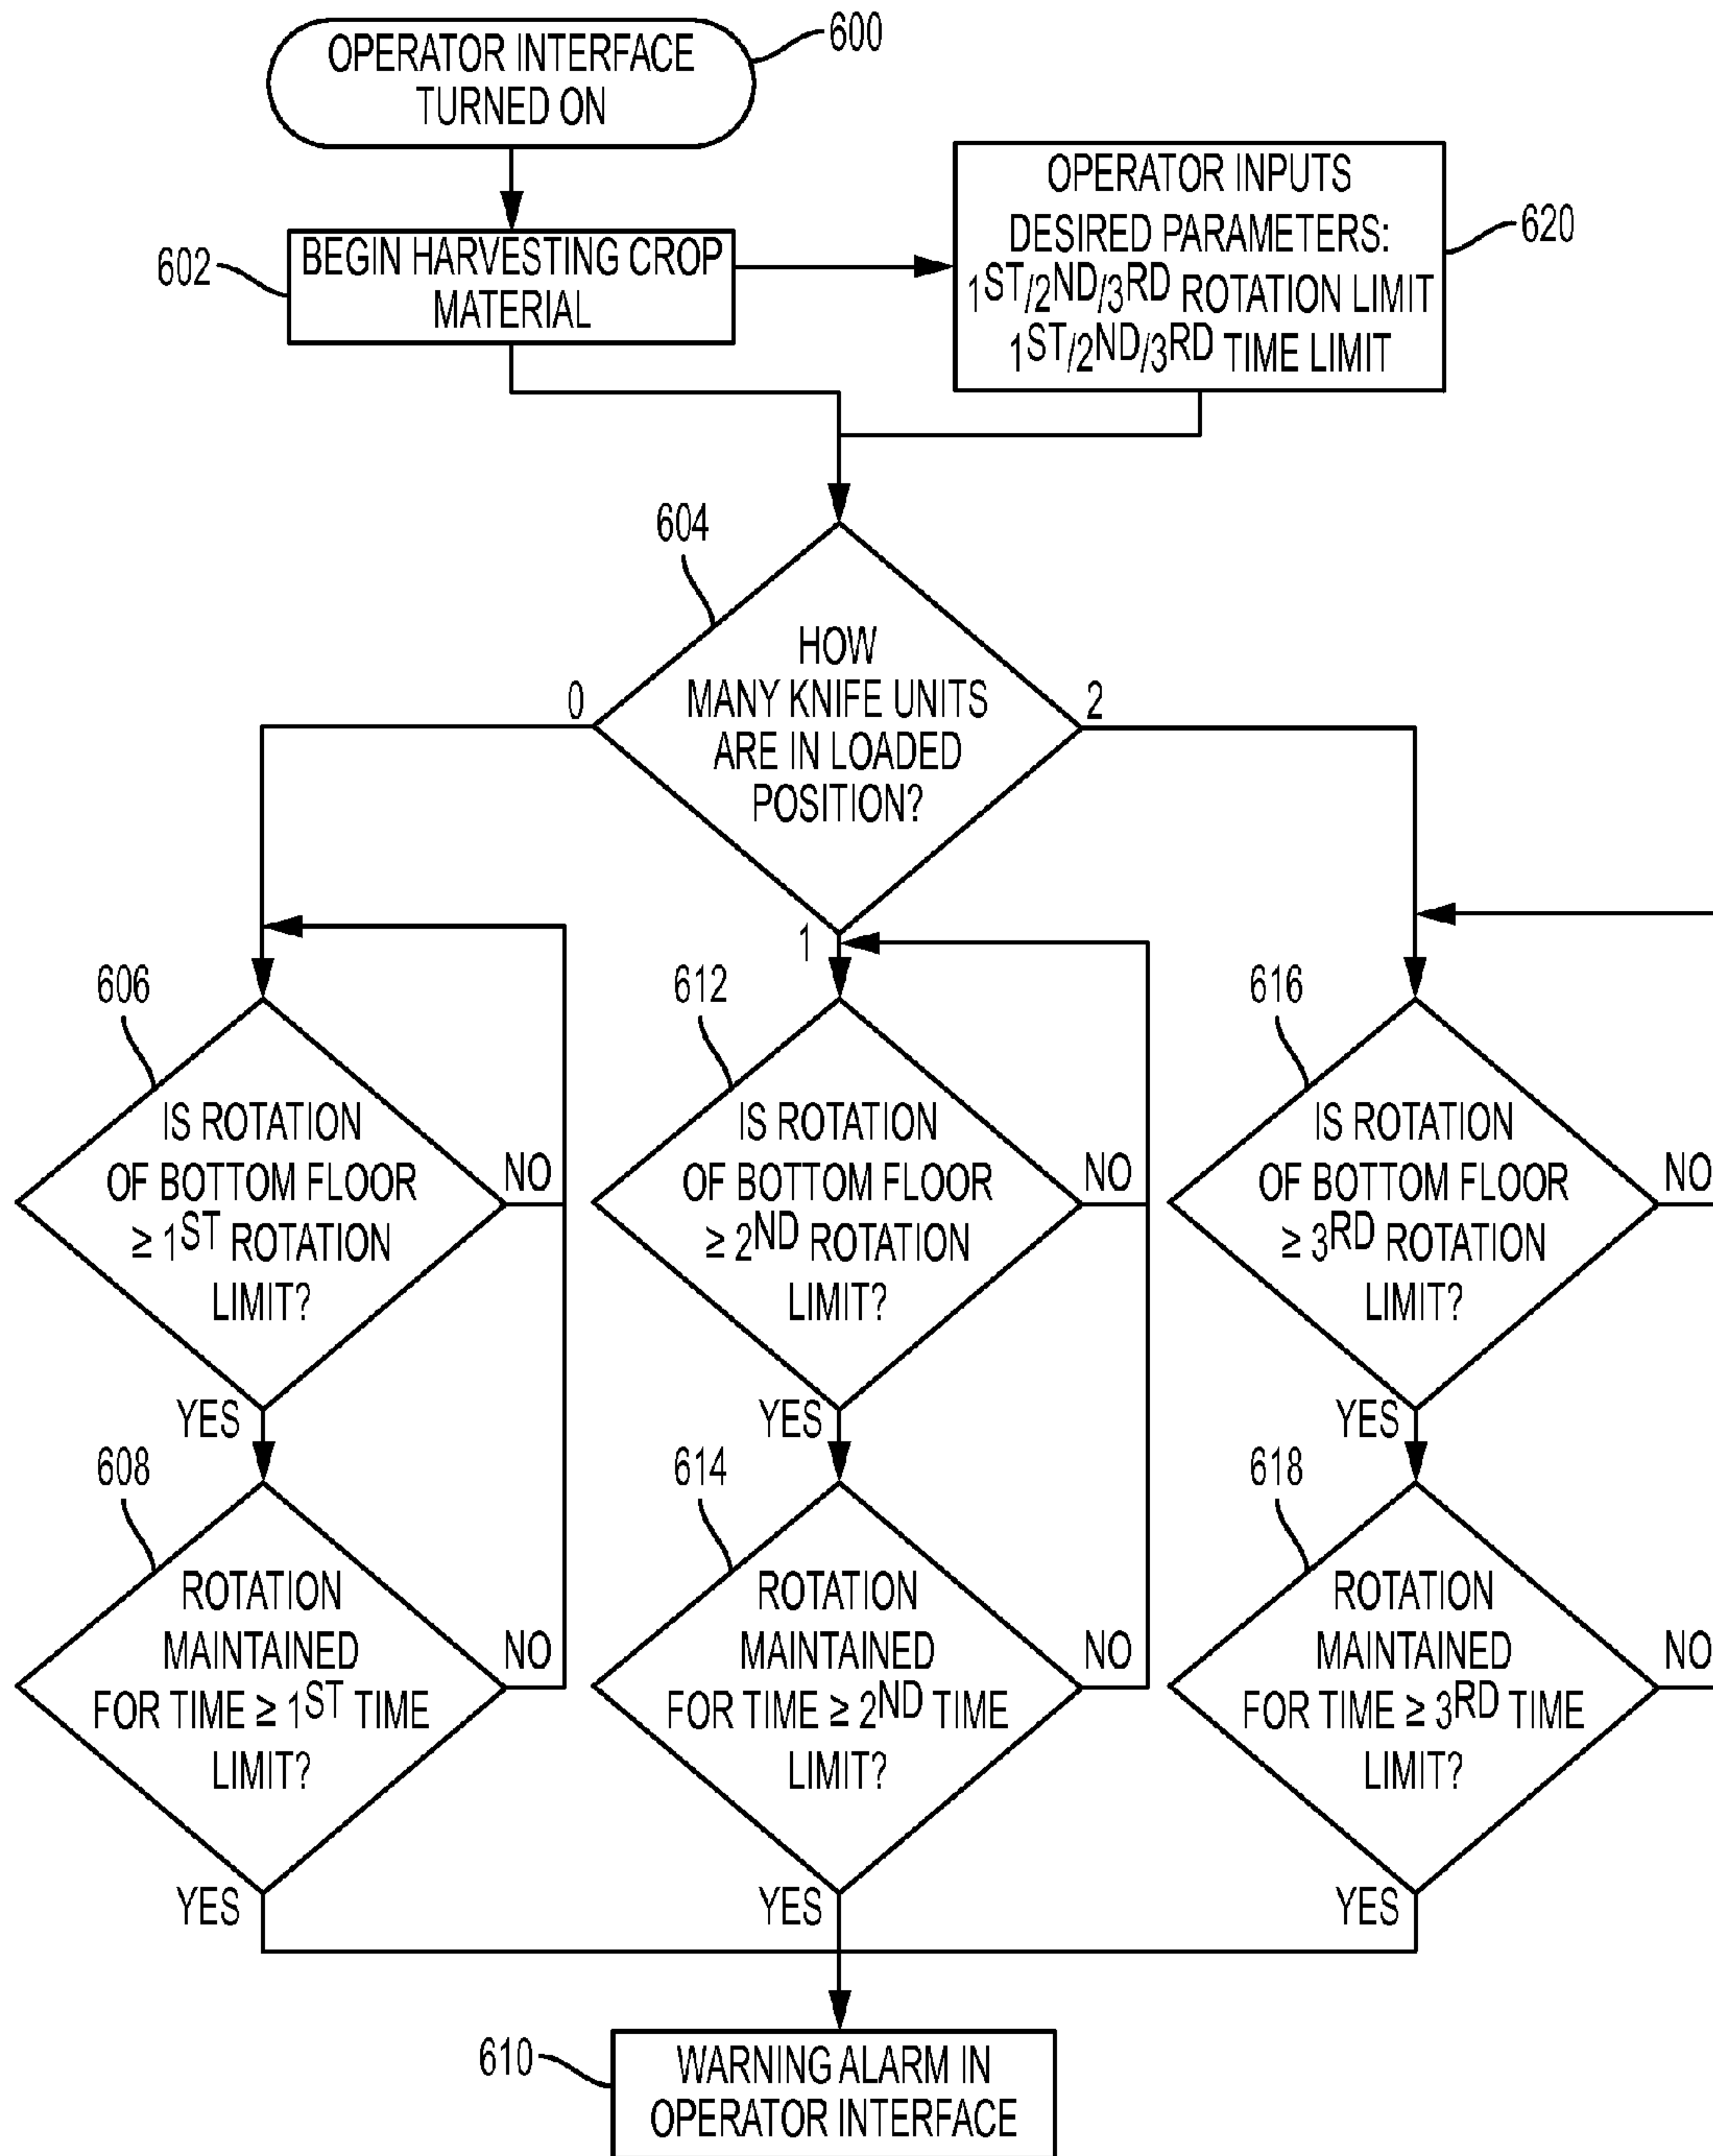 OPERATOR INTERFACE
TURNED ON
600
BEGIN HARVESTING CROP
MATERIAL
602
OPERATOR INPUTS
DESIRED PARAMETERS:
1ST/2ND/3RD ROTATION LIMIT
1ST/2ND/3RD TIME LIMIT
620
604
HOW
MANY KNIFE UNITS
ARE IN LOADED
POSITION?
0
2
1
606
IS ROTATION
OF BOTTOM FLOOR
≥ 1ST ROTATION
LIMIT?
NO
YES
612
IS ROTATION
OF BOTTOM FLOOR
≥ 2ND ROTATION
LIMIT?
NO
YES
616
IS ROTATION
OF BOTTOM FLOOR
≥ 3RD ROTATION
LIMIT?
NO
YES
608
ROTATION
MAINTAINED
FOR TIME ≥ 1ST TIME
LIMIT?
NO
YES
614
ROTATION
MAINTAINED
FOR TIME ≥ 2ND TIME
LIMIT?
NO
YES
618
ROTATION
MAINTAINED
FOR TIME ≥ 3RD TIME
LIMIT?
NO
YES
610
WARNING ALARM IN
OPERATOR INTERFACE